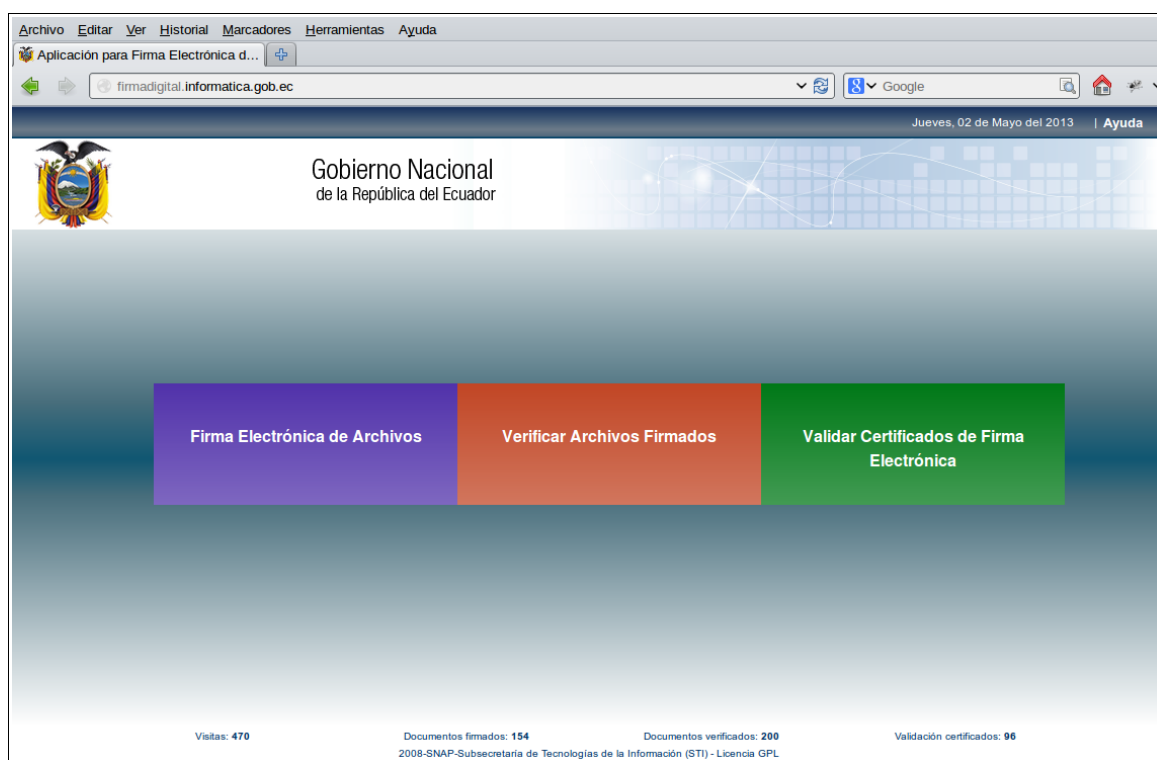 Archivo Editar Ver Historial Marcadores Herramientas Ayuda
Aplicación para Firma Electrónica d...
firmadigital.informatica.gob.ec Google
Jueves, 02 de Mayo del 2013 | Ayuda
Gobierno Nacional
de la República del Ecuador
Firma Electrónica de Archivos
Verificar Archivos Firmados
Validar Certificados de Firma
Electrónica
Visitas: 470 Documentos firmados: 154 Documentos verificados: 200 Validación certificados: 96
2008-SNAP-Subsecretaría de Tecnologías de la Información (STI) - Licencia GPL